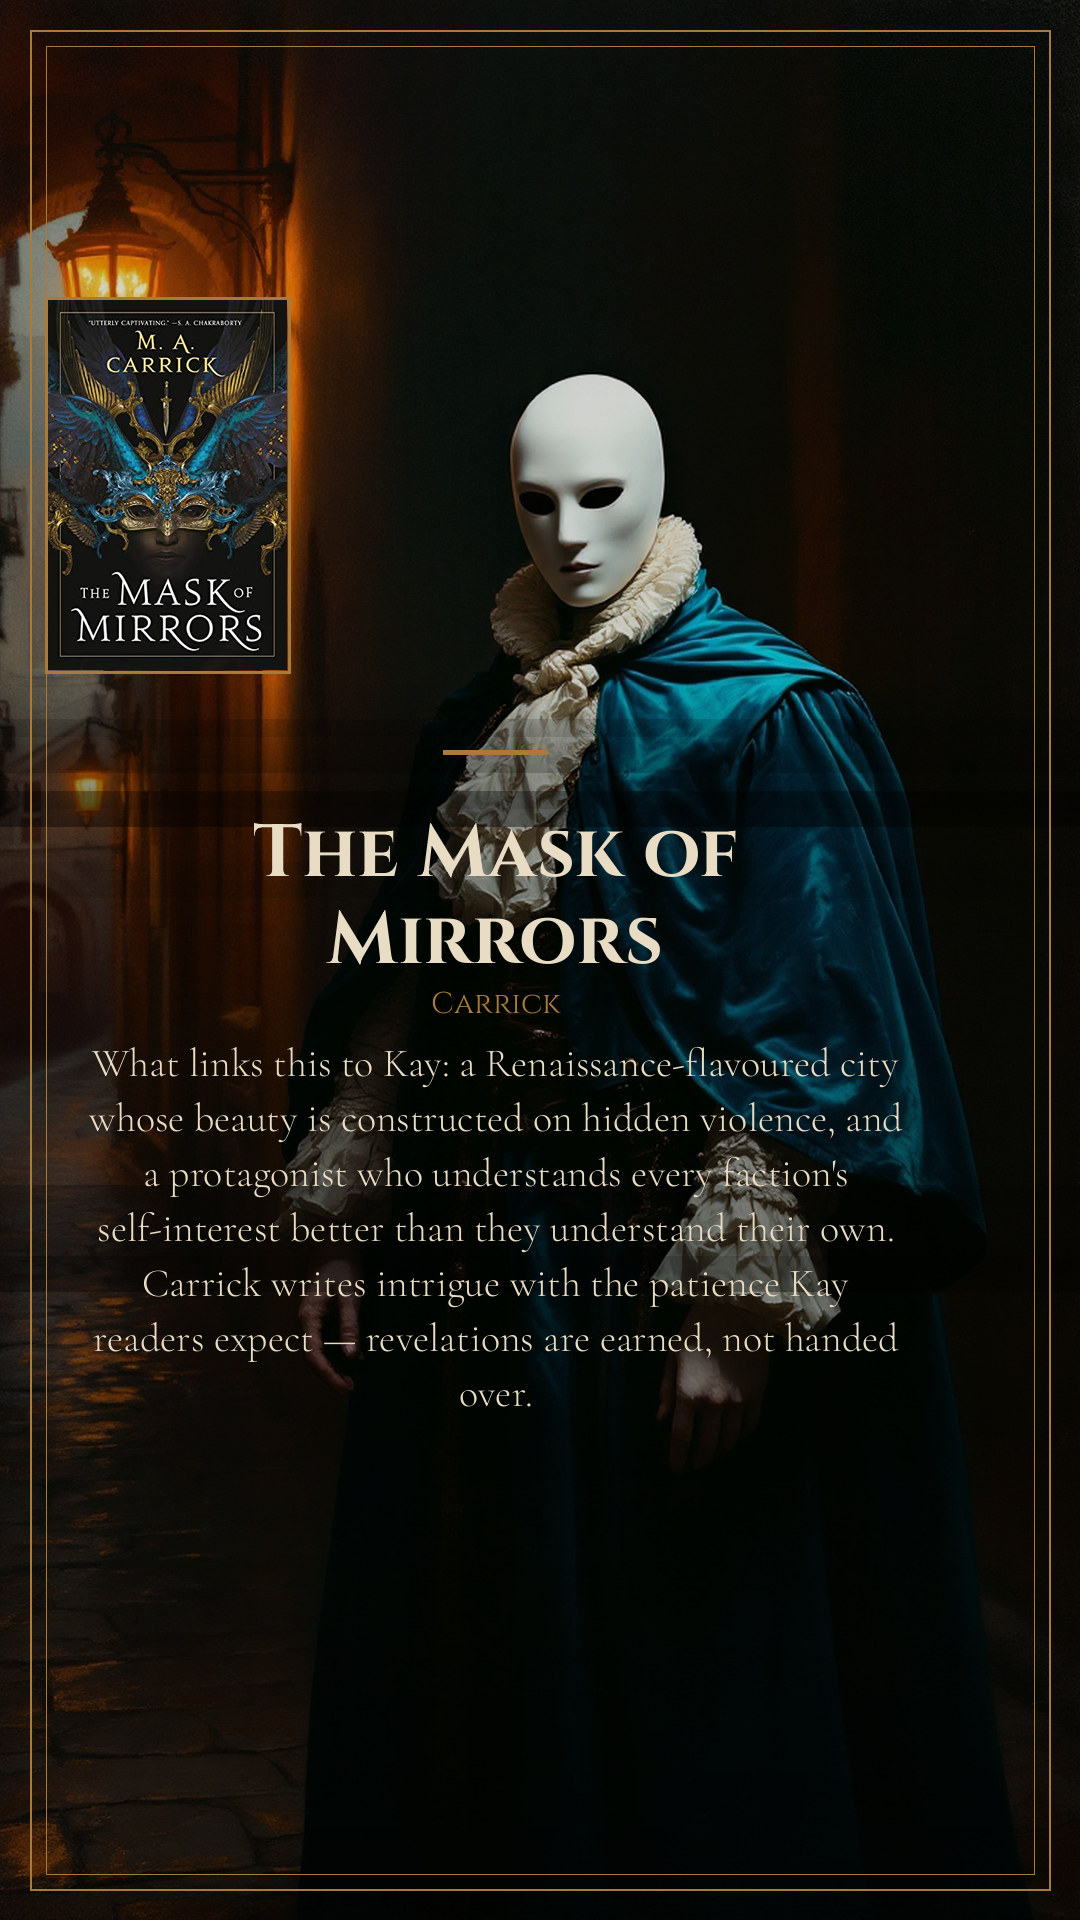 "UTTERLY CAPTIVATING." —S. A. CHAKRABORTY
M. A.
CARRICK
THE MASK OF
MIRRORS
THE MASK OF
MIRRORS
CARRICK
What links this to Kay: a Renaissance-flavoured city
whose beauty is constructed on hidden violence, and
a protagonist who understands every faction's
self-interest better than they understand their own.
Carrick writes intrigue with the patience Kay
readers expect — revelations are earned, not handed
over.